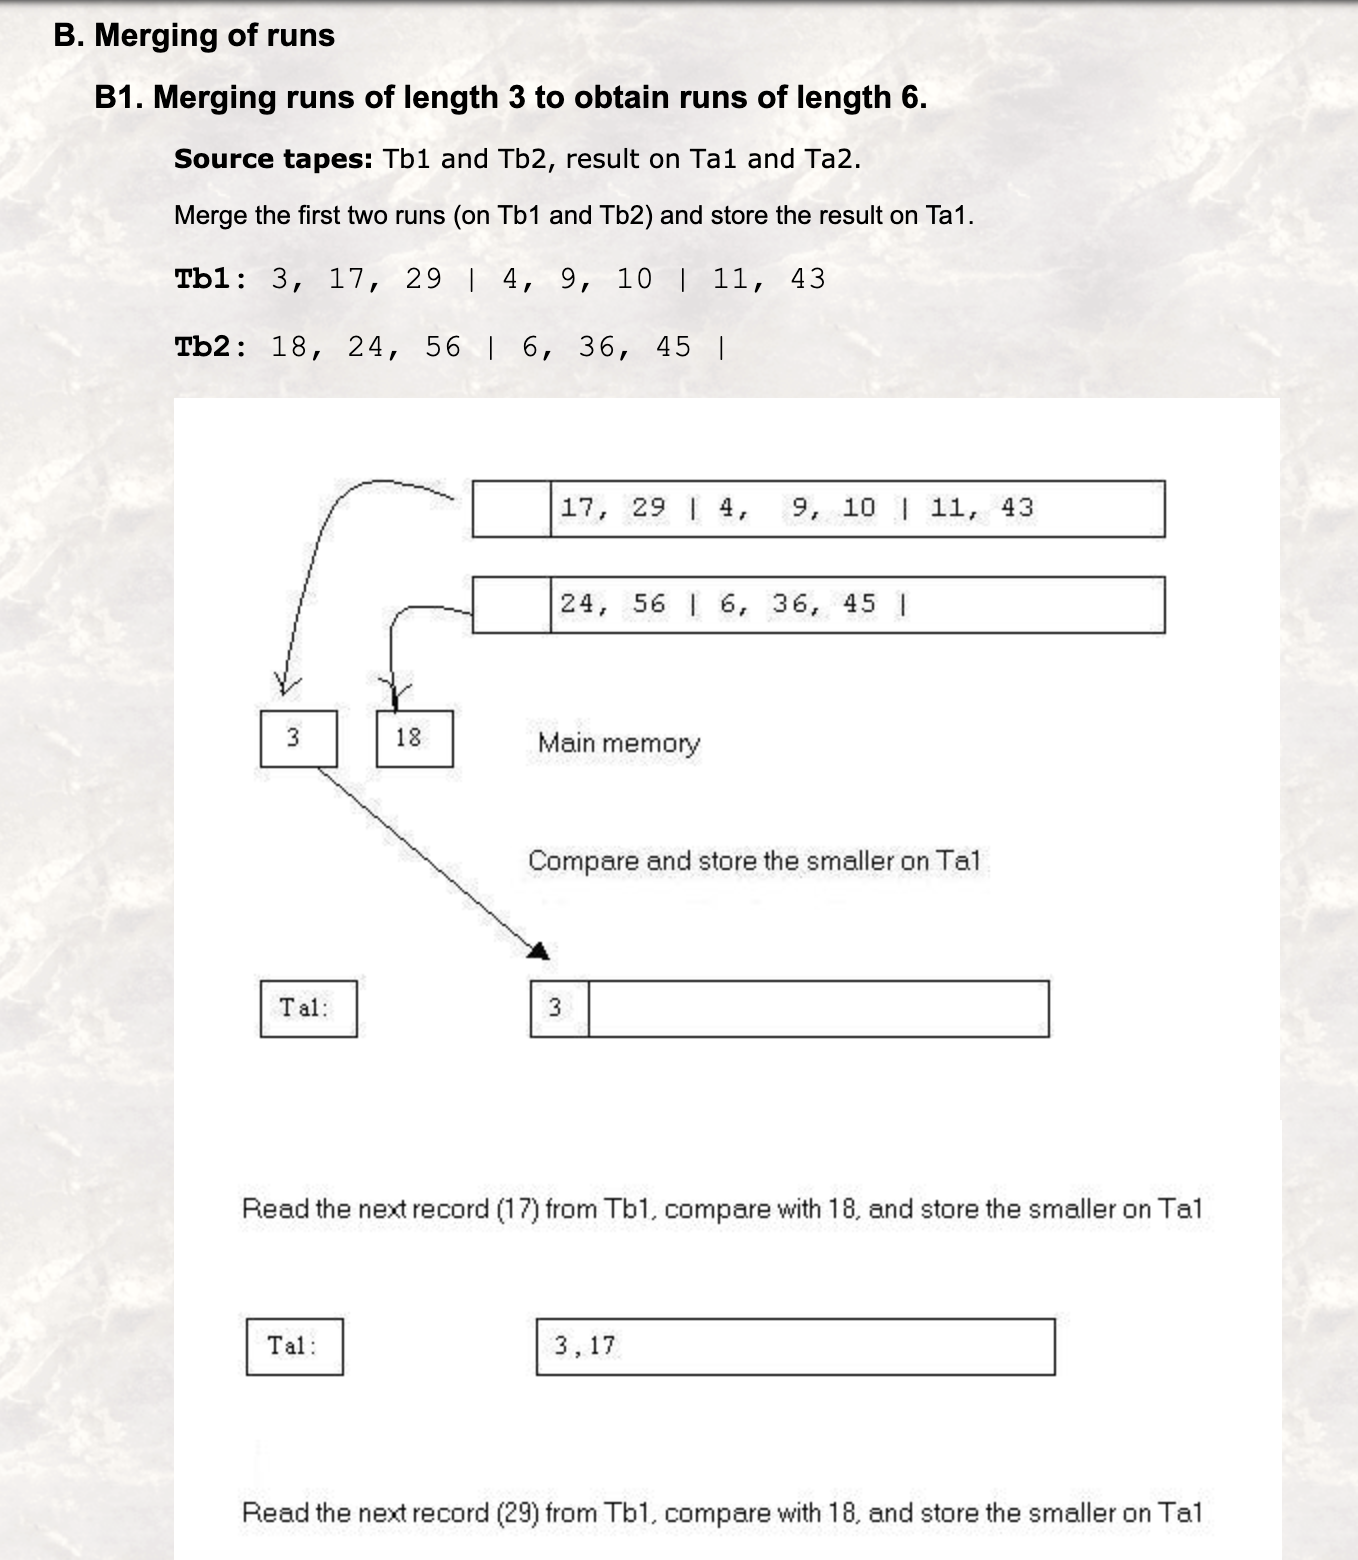 B. Merging of runs
B1. Merging runs of length 3 to obtain runs of length 6.
Source tapes: Tb1 and Tb2, result on Ta1 and Ta2.
Merge the first two runs (on Tb1 and Tb2) and store the result on Ta1.
Tb1: 3, 17, 29 | 4, 9, 10 | 11, 43
Tb2: 18, 24, 56 | 6, 36, 45 |
17, 29 | 4, 9, 10 | 11, 43
24, 56 | 6, 36, 45 |
3 18 Main memory
Compare and store the smaller on Ta1
Ta1: 3
Read the next record (17) from Tb1, compare with 18, and store the smaller on Ta1
Ta1: 3,17
Read the next record (29) from Tb1, compare with 18, and store the smaller on Ta1